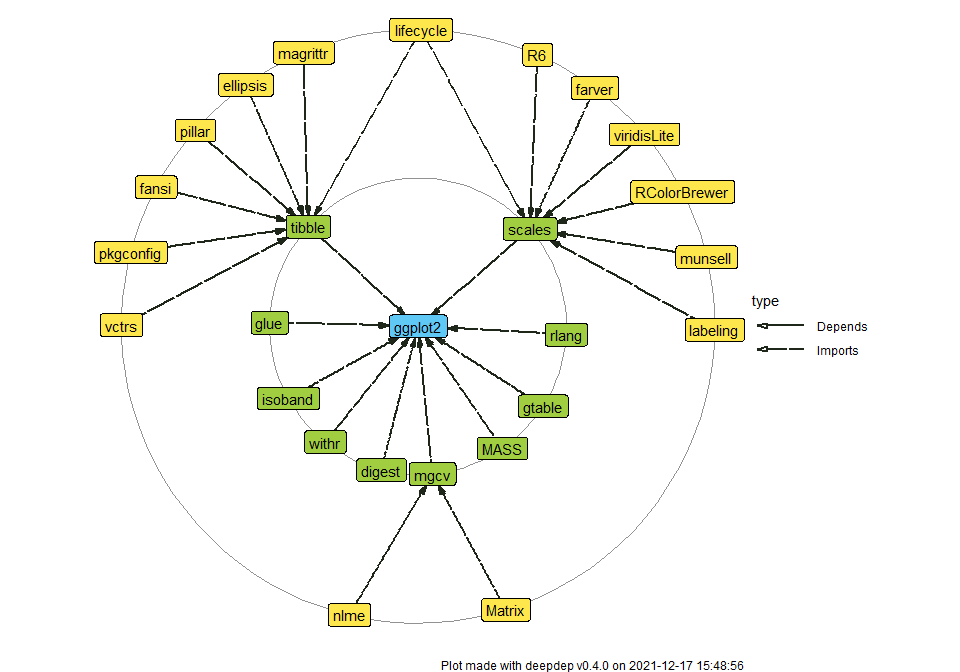 lifecycle
magrittr
R6
ellipsis
farver
pillar
viridisLite
fansi
RColorBrewer
tibble
scales
pkgconfig
munsell
type
vctrs
glue
ggplot2
rlang
labeling
Depends
Imports
isoband
gtable
withr
MASS
digest
mgcv
nlme
Matrix
Plot made with deepdep v0.4.0 on 2021-12-17 15:48:56